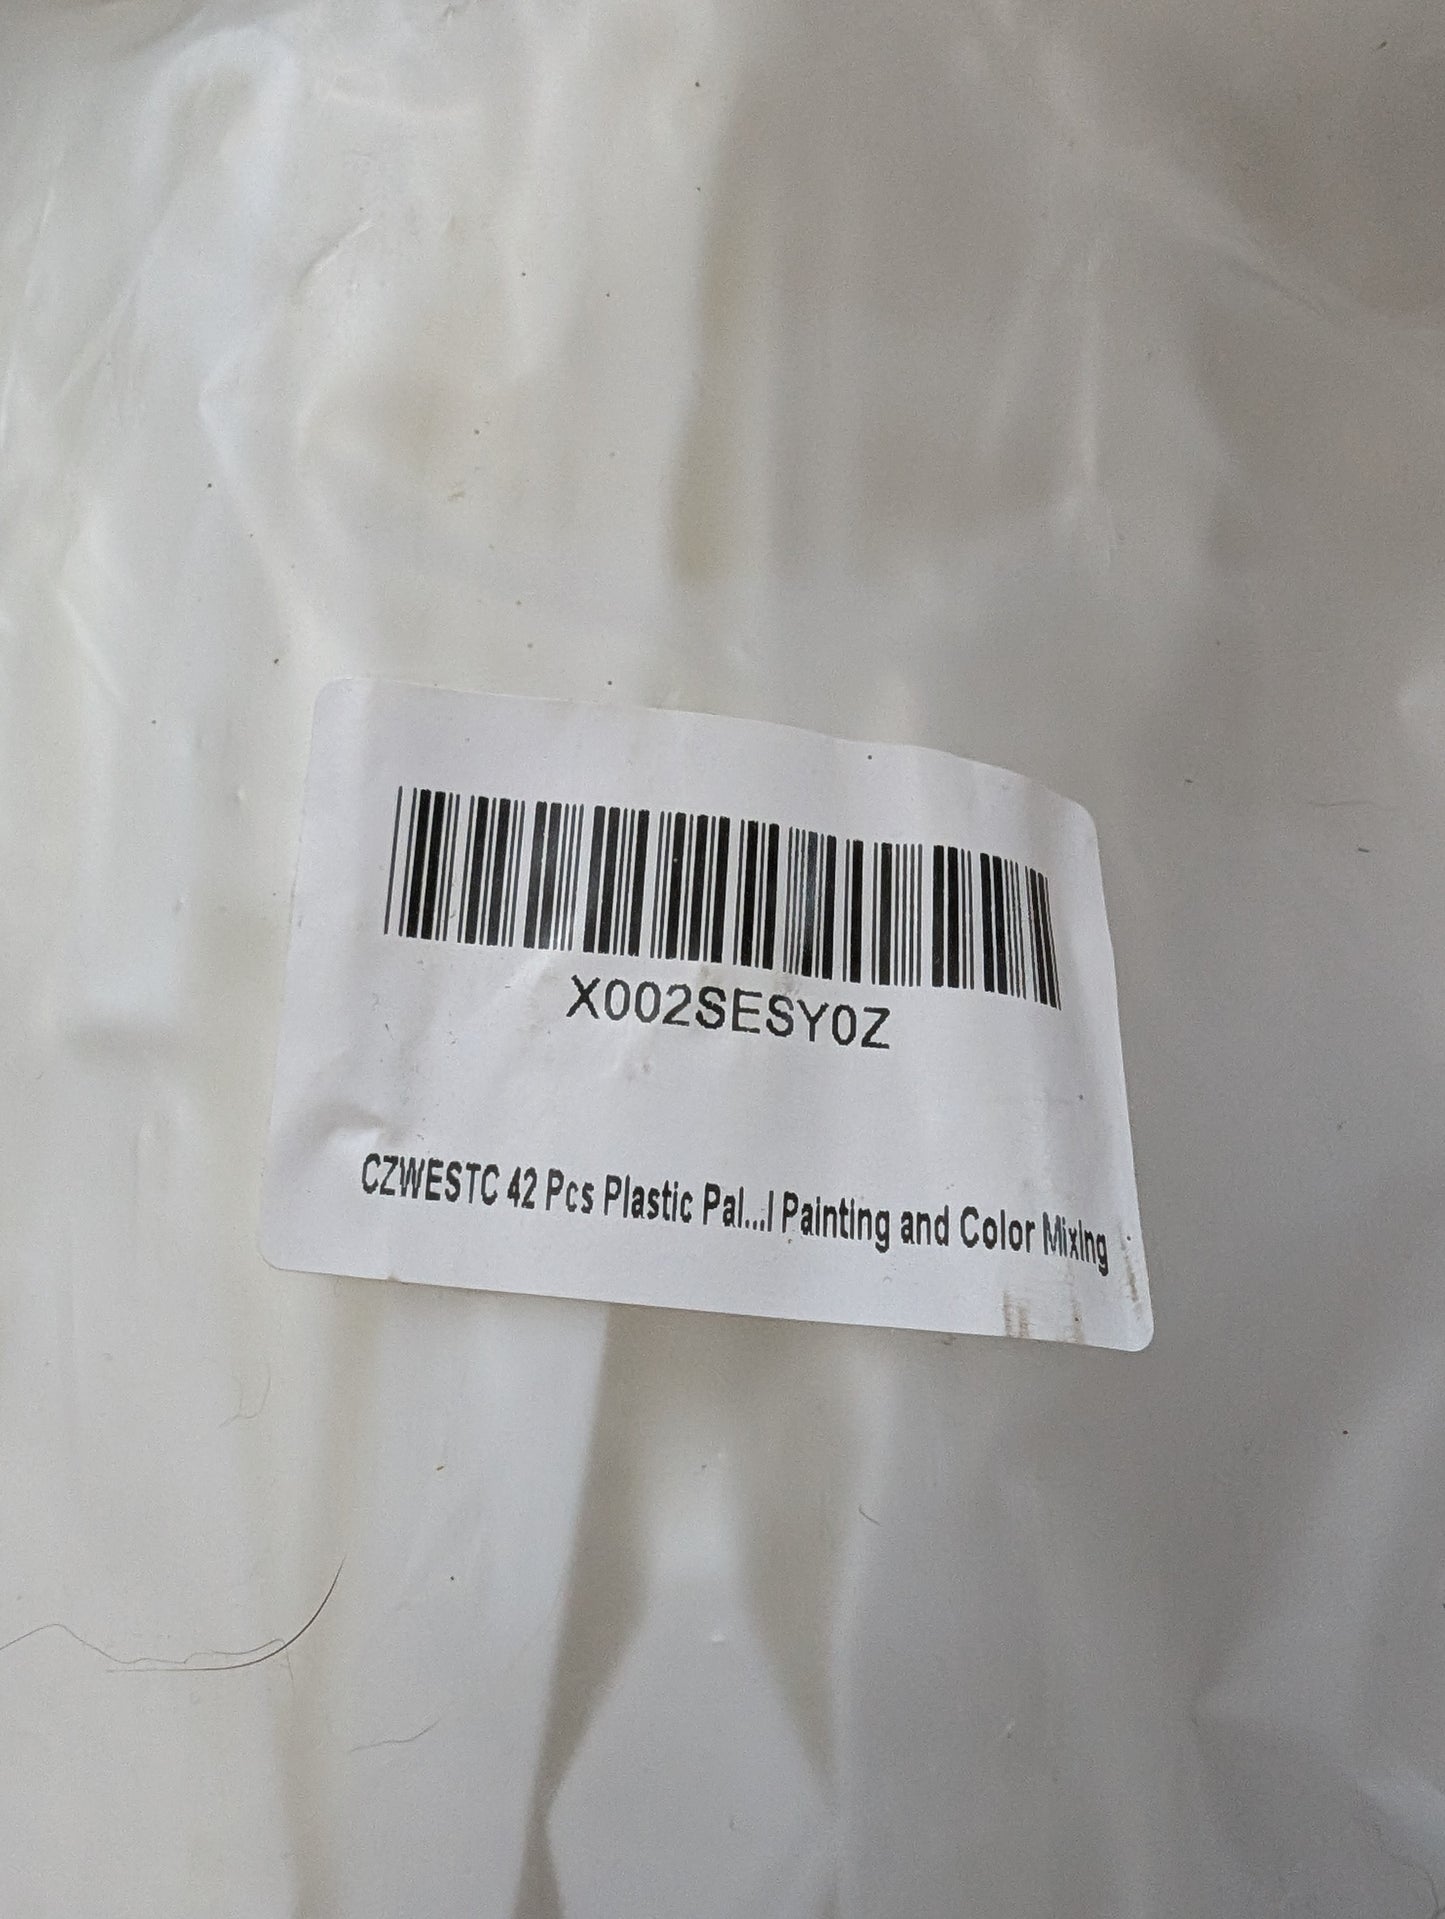 X002SESY0Z
CZWESTC 42 Pcs Plastic Pal...l Painting and Color Mixing